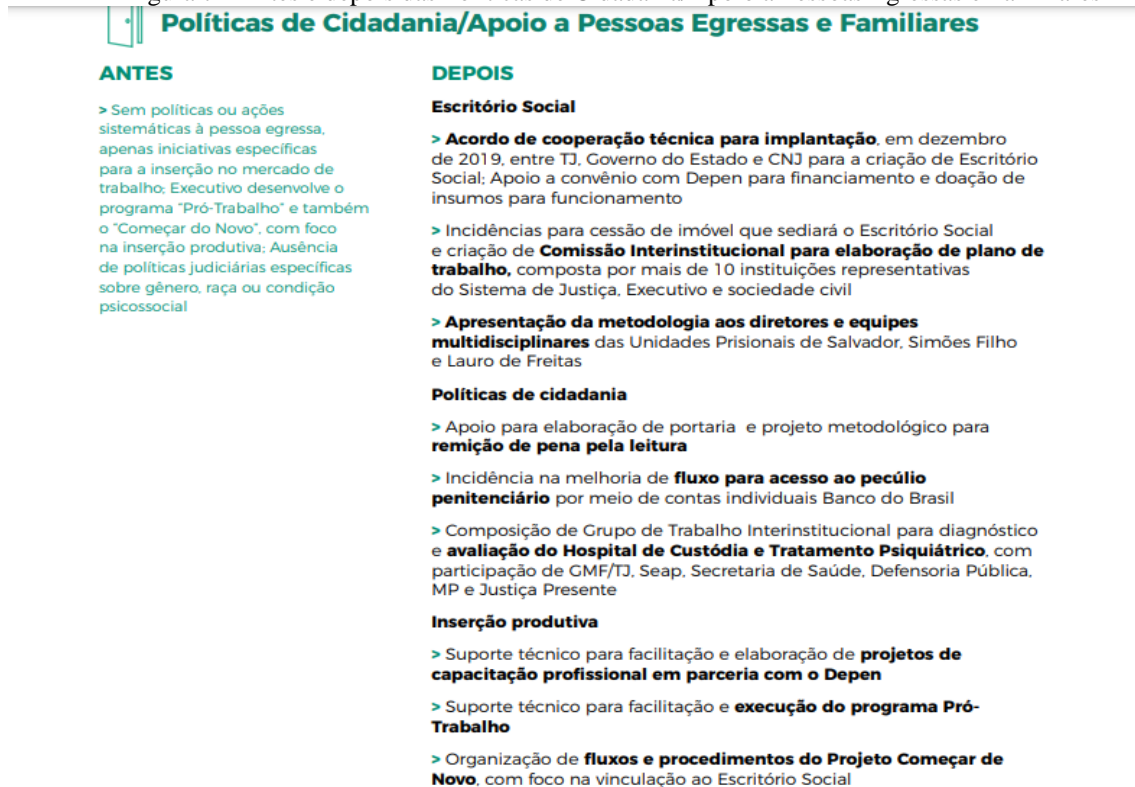 Políticas de Cidadania/Apoio a Pessoas Egressas e Familiares
ANTES
> Sem políticas ou ações
sistemáticas à pessoa egressa,
apenas iniciativas específicas
para a inserção no mercado de
trabalho; Executivo desenvolve o
programa "Pró-Trabalho" e também
o "Começar do Novo", com foco
na inserção produtiva; Ausência
de políticas judiciárias específicas
sobre gênero, raça ou condição
psicossocial
DEPOIS
Escritório Social
> Acordo de cooperação técnica para implantação, em dezembro
de 2019, entre TJ, Governo do Estado e CNJ para a criação de Escritório
Social; Apoio a convênio com Depen para financiamento e doação de
insumos para funcionamento
> Incidências para cessão de imóvel que sediará o Escritório Social
e criação de Comissão Interinstitucional para elaboração de plano de
trabalho, composta por mais de 10 instituições representativas
do Sistema de Justiça, Executivo e sociedade civil
> Apresentação da metodologia aos diretores e equipes
multidisciplinares das Unidades Prisionais de Salvador, Simões Filho
e Lauro de Freitas
Políticas de cidadania
> Apoio para elaboração de portaria e projeto metodológico para
remição de pena pela leitura
> Incidência na melhoria de fluxo para acesso ao pecúlio
penitenciário por meio de contas individuais Banco do Brasil
> Composição de Grupo de Trabalho Interinstitucional para diagnóstico
e avaliação do Hospital de Custódia e Tratamento Psiquiátrico, com
participação de GMF/TJ, Seap, Secretaria de Saúde, Defensoria Pública,
MP e Justiça Presente
Inserção produtiva
> Suporte técnico para facilitação e elaboração de projetos de
capacitação profissional em parceria com o Depen
> Suporte técnico para facilitação e execução do programa Pró-
Trabalho
> Organização de fluxos e procedimentos do Projeto Começar de
Novo, com foco na vinculação ao Escritório Social